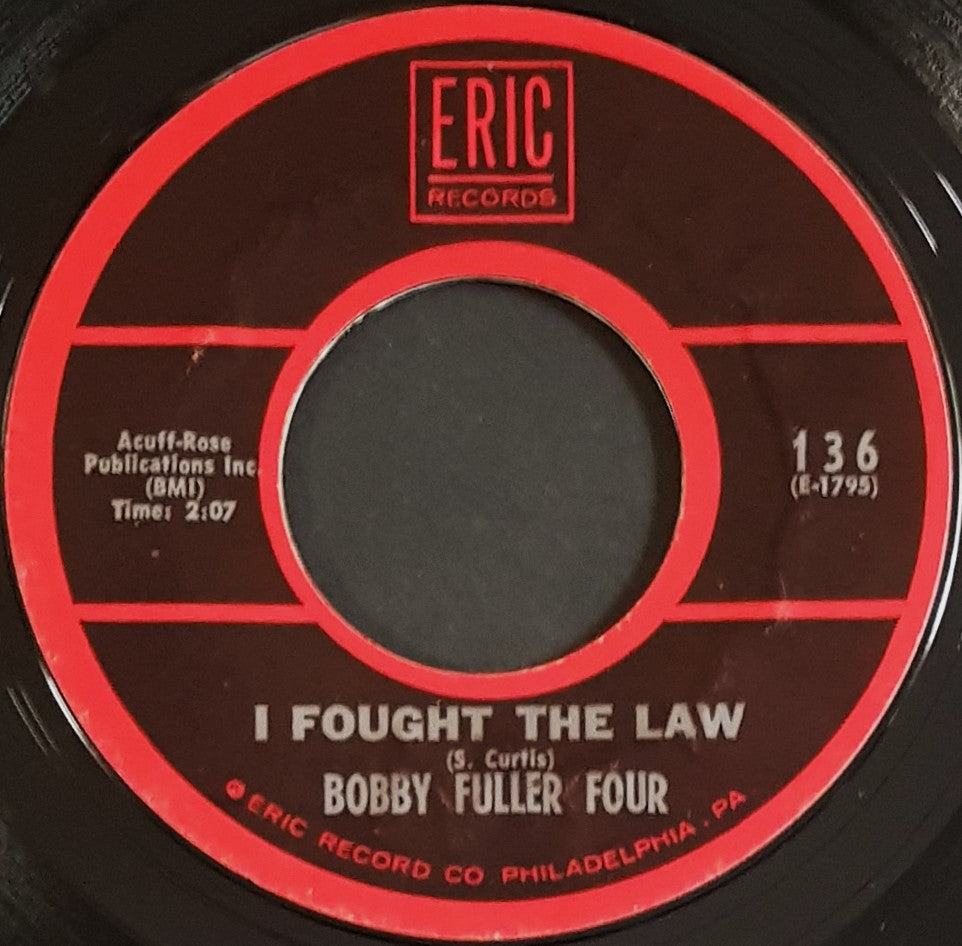 ERIC
RECORDS
Acuff-Rose
Publications Inc.
(BMI)
Time: 2:07
136
(E-1795)
I FOUGHT THE LAW
(S. Curtis)
BOBBY FULLER FOUR
℗ ERIC RECORD CO PHILADELPHIA . PA